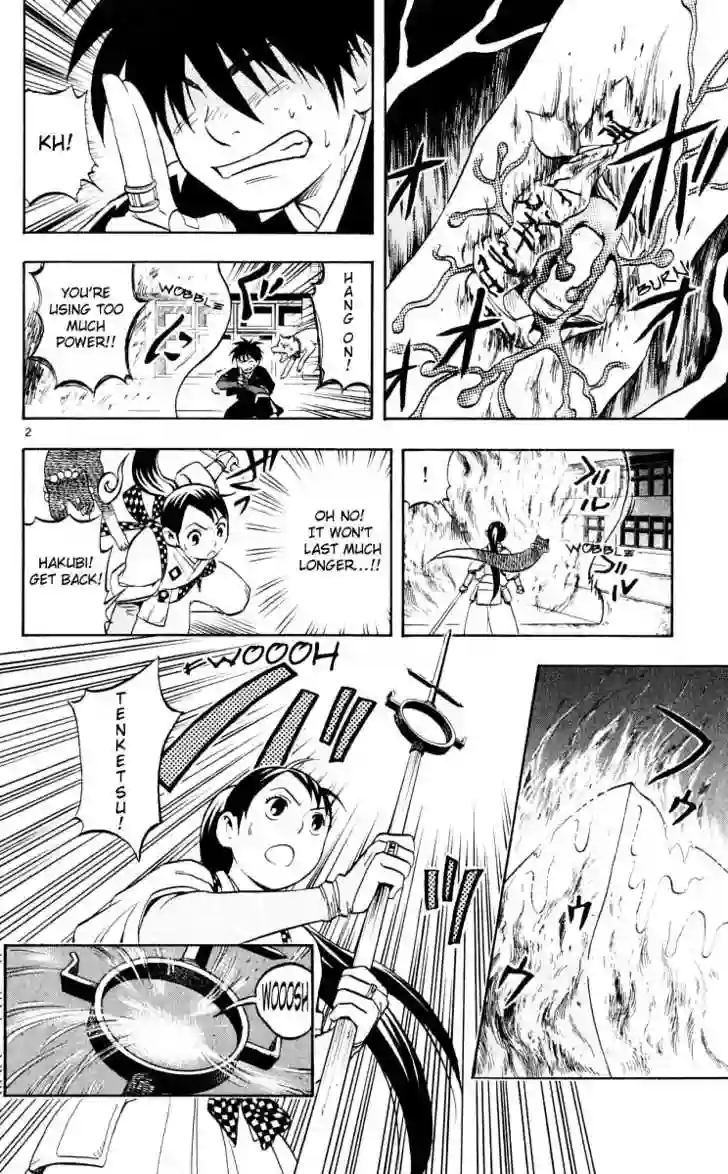 BURN
KH!
HANG ON!
WOBBLE
YOU'RE
USING TOO
MUCH
POWER!!
2
!
WOBBLE
OH NO!
IT WON'T
LAST MUCH
LONGER...!!
HAKUBI!
GET BACK!
FWOOOH
TENKETSU!
WOOOSH